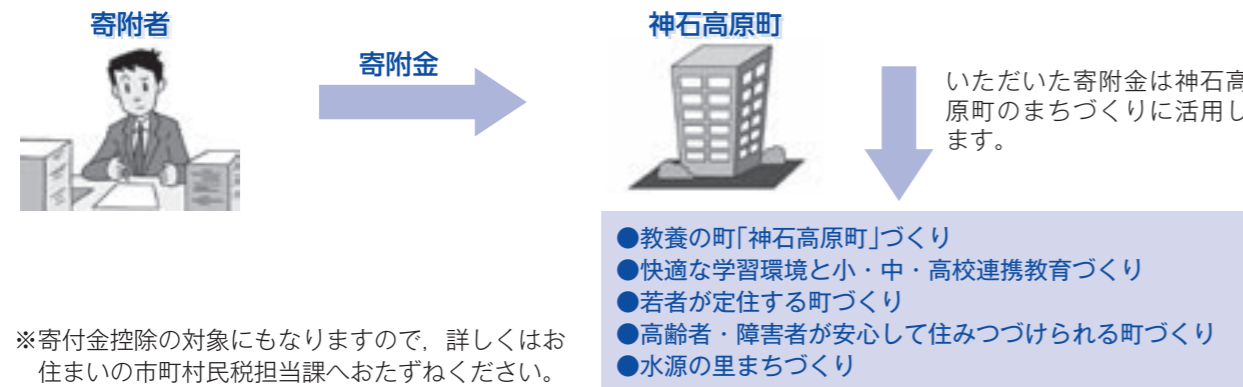 寄附者
寄附金
神石高原町
いただいた寄附金は神石高
原町のまちづくりに活用し
ます。
●教養の町「神石高原町」づくり
●快適な学習環境と小・中・高校連携教育づくり
●若者が定住する町づくり
●高齢者・障害者が安心して住みつづけられる町づくり
●水源の里まちづくり
※寄付金控除の対象にもなりますので，詳しくはお
住まいの市町村民税担当課へおたずねください。